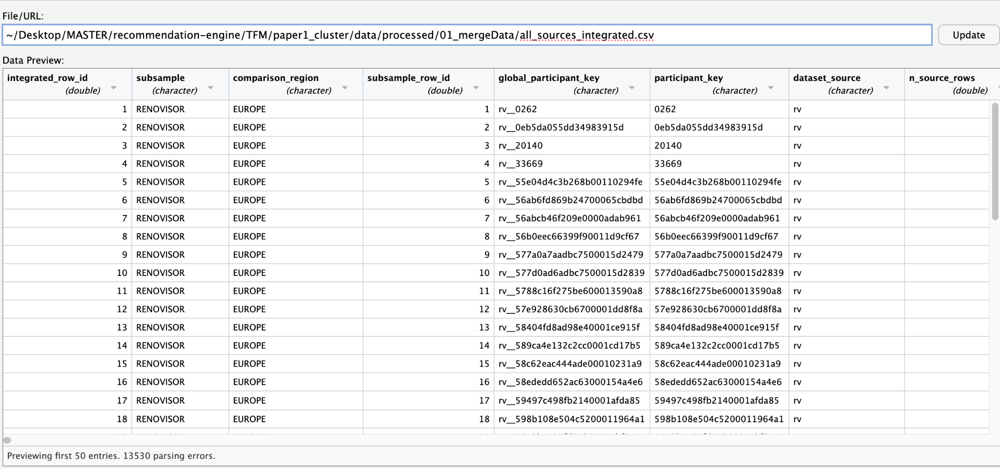 File/URL:
~/Desktop/MASTER/recommendation-engine/TFM/paper1_cluster/data/processed/01_mergeData/all_sources_integrated.csv Update
Data Preview:
integrated_row_id subsample comparison_region subsample_row_id global_participant_key participant_key dataset_source n_source_rows
(double) (character) (character) (double) (character) (character) (character) (double)
1 RENOVISOR EUROPE 1 rv__0262 0262 rv
2 RENOVISOR EUROPE 2 rv__0eb5da055dd34983915d 0eb5da055dd34983915d rv
3 RENOVISOR EUROPE 3 rv__20140 20140 rv
4 RENOVISOR EUROPE 4 rv__33669 33669 rv
5 RENOVISOR EUROPE 5 rv__55e04d4c3b268b00110294fe 55e04d4c3b268b00110294fe rv
6 RENOVISOR EUROPE 6 rv__56ab6fd869b24700065cbdbd 56ab6fd869b24700065cbdbd rv
7 RENOVISOR EUROPE 7 rv__56abcb46f209e0000adab961 56abcb46f209e0000adab961 rv
8 RENOVISOR EUROPE 8 rv__56b0eec66399f90011d9cf67 56b0eec66399f90011d9cf67 rv
9 RENOVISOR EUROPE 9 rv__577a0a7aadbc7500015d2479 577a0a7aadbc7500015d2479 rv
10 RENOVISOR EUROPE 10 rv__577d0ad6adbc7500015d2839 577d0ad6adbc7500015d2839 rv
11 RENOVISOR EUROPE 11 rv__5788c16f275be600013590a8 5788c16f275be600013590a8 rv
12 RENOVISOR EUROPE 12 rv__57e928630cb6700001dd8f8a 57e928630cb6700001dd8f8a rv
13 RENOVISOR EUROPE 13 rv__58404fd8ad98e40001ce915f 58404fd8ad98e40001ce915f rv
14 RENOVISOR EUROPE 14 rv__589ca4e132c2cc0001cd17b5 589ca4e132c2cc0001cd17b5 rv
15 RENOVISOR EUROPE 15 rv__58c62eac444ade00010231a9 58c62eac444ade00010231a9 rv
16 RENOVISOR EUROPE 16 rv__58ededd652ac63000154a4e6 58ededd652ac63000154a4e6 rv
17 RENOVISOR EUROPE 17 rv__59497c498fb2140001afda85 59497c498fb2140001afda85 rv
18 RENOVISOR EUROPE 18 rv__598b108e504c5200011964a1 598b108e504c5200011964a1 rv
Previewing first 50 entries. 13530 parsing errors.